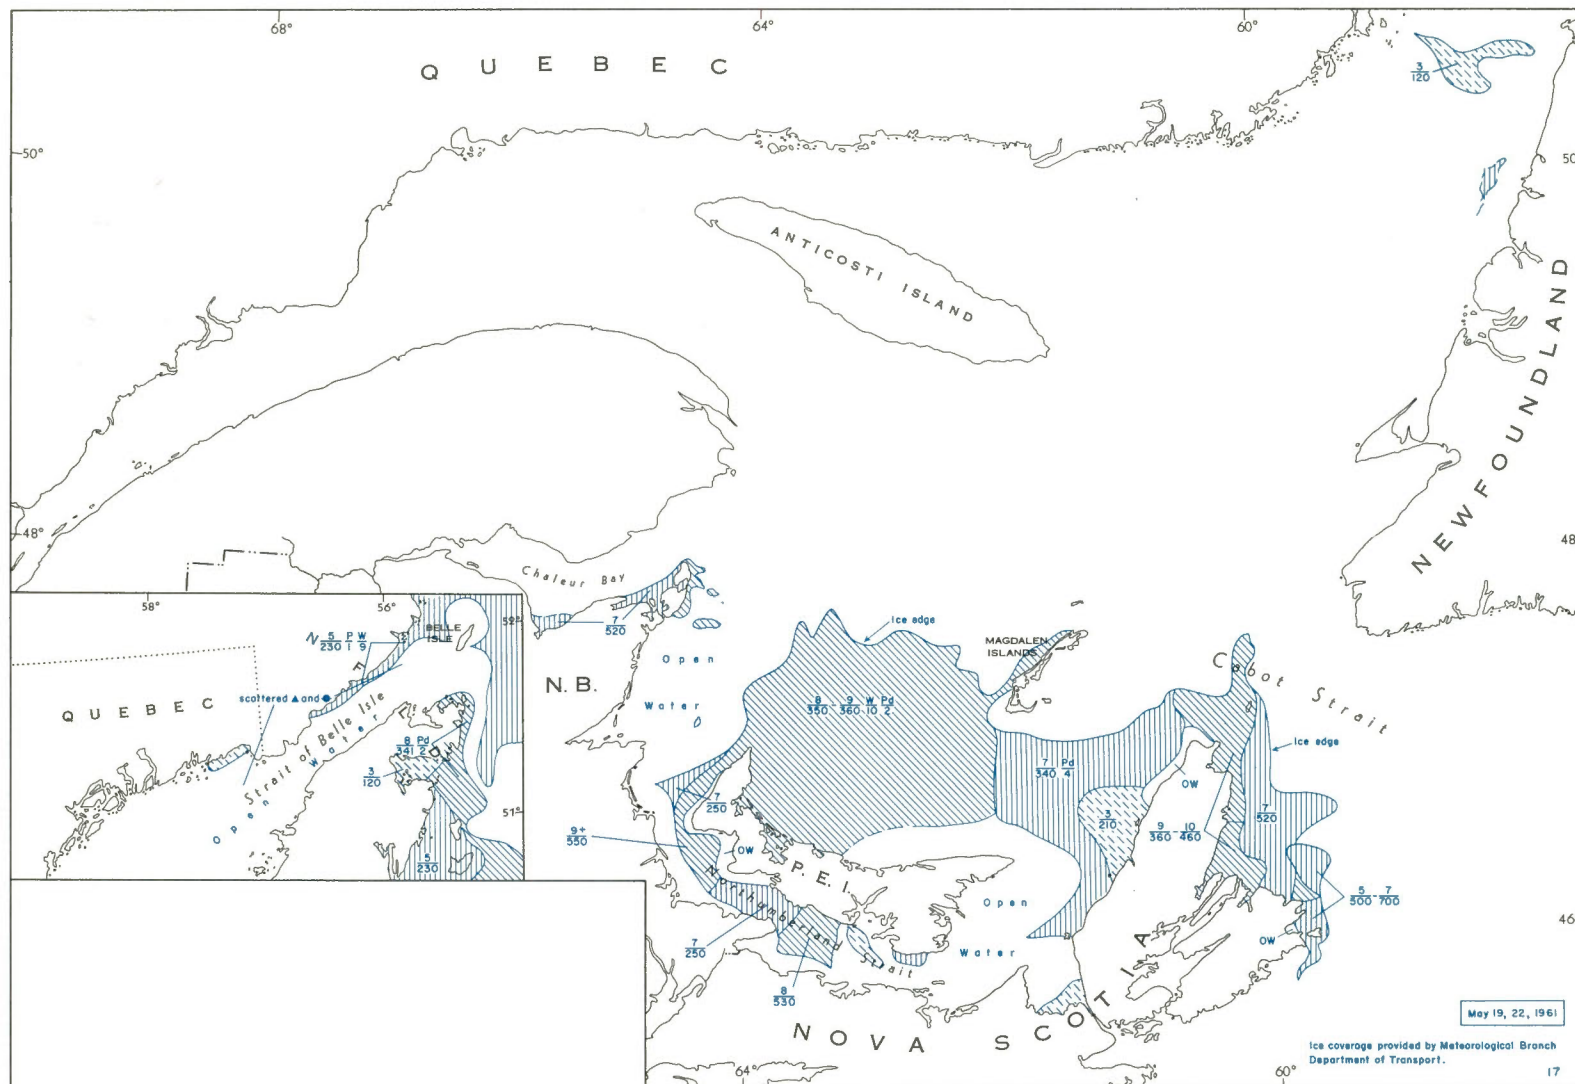 68°
64°
60°
QUEBEC
3
120
50°
50
ANTICOSTI ISLAND
NEWFOUNDLAND
48°
48
Chaleur Bay
7
520
Ice edge
MAGDALEN
ISLANDS
Cabot Strait
Open
Water
N.B.
8 - 9 W Pd
350 360 10 2
7 Pd
340 4
OW
Ice edge
7
250
3
210
9 - 10
360 460
7
520
9+
550
OW
P.E.I.
Northumberland Strait
Open
Water
5 - 7
500 700
OW
46
7
250
8
530
NOVA SCOTIA
64°
60°
58°
56°
52°
BELLE
ISLE
N 5 P W
230 1 9
F
scattered ▲ and ●
QUEBEC
Strait of Belle Isle
Open Water
8 Pd
341 2
3
120
51°
5
230
May 19, 22, 1961
Ice coverage provided by Meteorological Branch
Department of Transport.
17